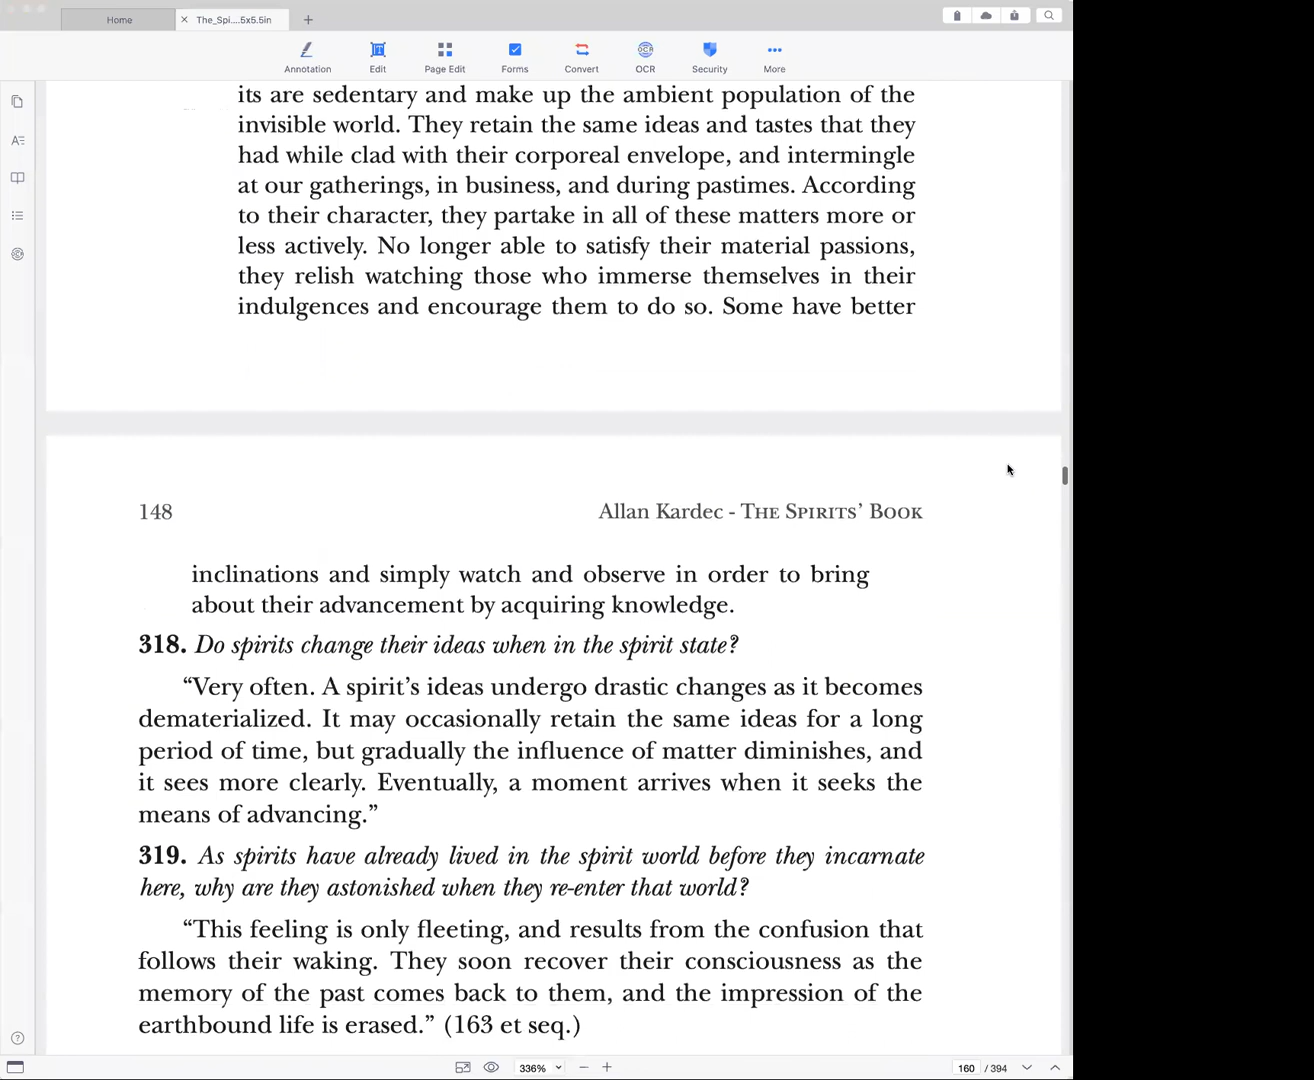 Home
The_Spi....5x5.5in
Annotation
Edit
Page Edit
Forms
Convert
OCR
OCR
Security
More
its are sedentary and make up the ambient population of the
invisible world. They retain the same ideas and tastes that they
had while clad with their corporeal envelope, and intermingle
at our gatherings, in business, and during pastimes. According
to their character, they partake in all of these matters more or
less actively. No longer able to satisfy their material passions,
they relish watching those who immerse themselves in their
indulgences and encourage them to do so. Some have better
148
Allan Kardec - THE SPIRITS’ BOOK
inclinations and simply watch and observe in order to bring
about their advancement by acquiring knowledge.
318. Do spirits change their ideas when in the spirit state?
“Very often. A spirit’s ideas undergo drastic changes as it becomes
dematerialized. It may occasionally retain the same ideas for a long
period of time, but gradually the influence of matter diminishes, and
it sees more clearly. Eventually, a moment arrives when it seeks the
means of advancing.”
319. As spirits have already lived in the spirit world before they incarnate
here, why are they astonished when they re-enter that world?
“This feeling is only fleeting, and results from the confusion that
follows their waking. They soon recover their consciousness as the
memory of the past comes back to them, and the impression of the
earthbound life is erased.” (163 et seq.)
336%
160 / 394